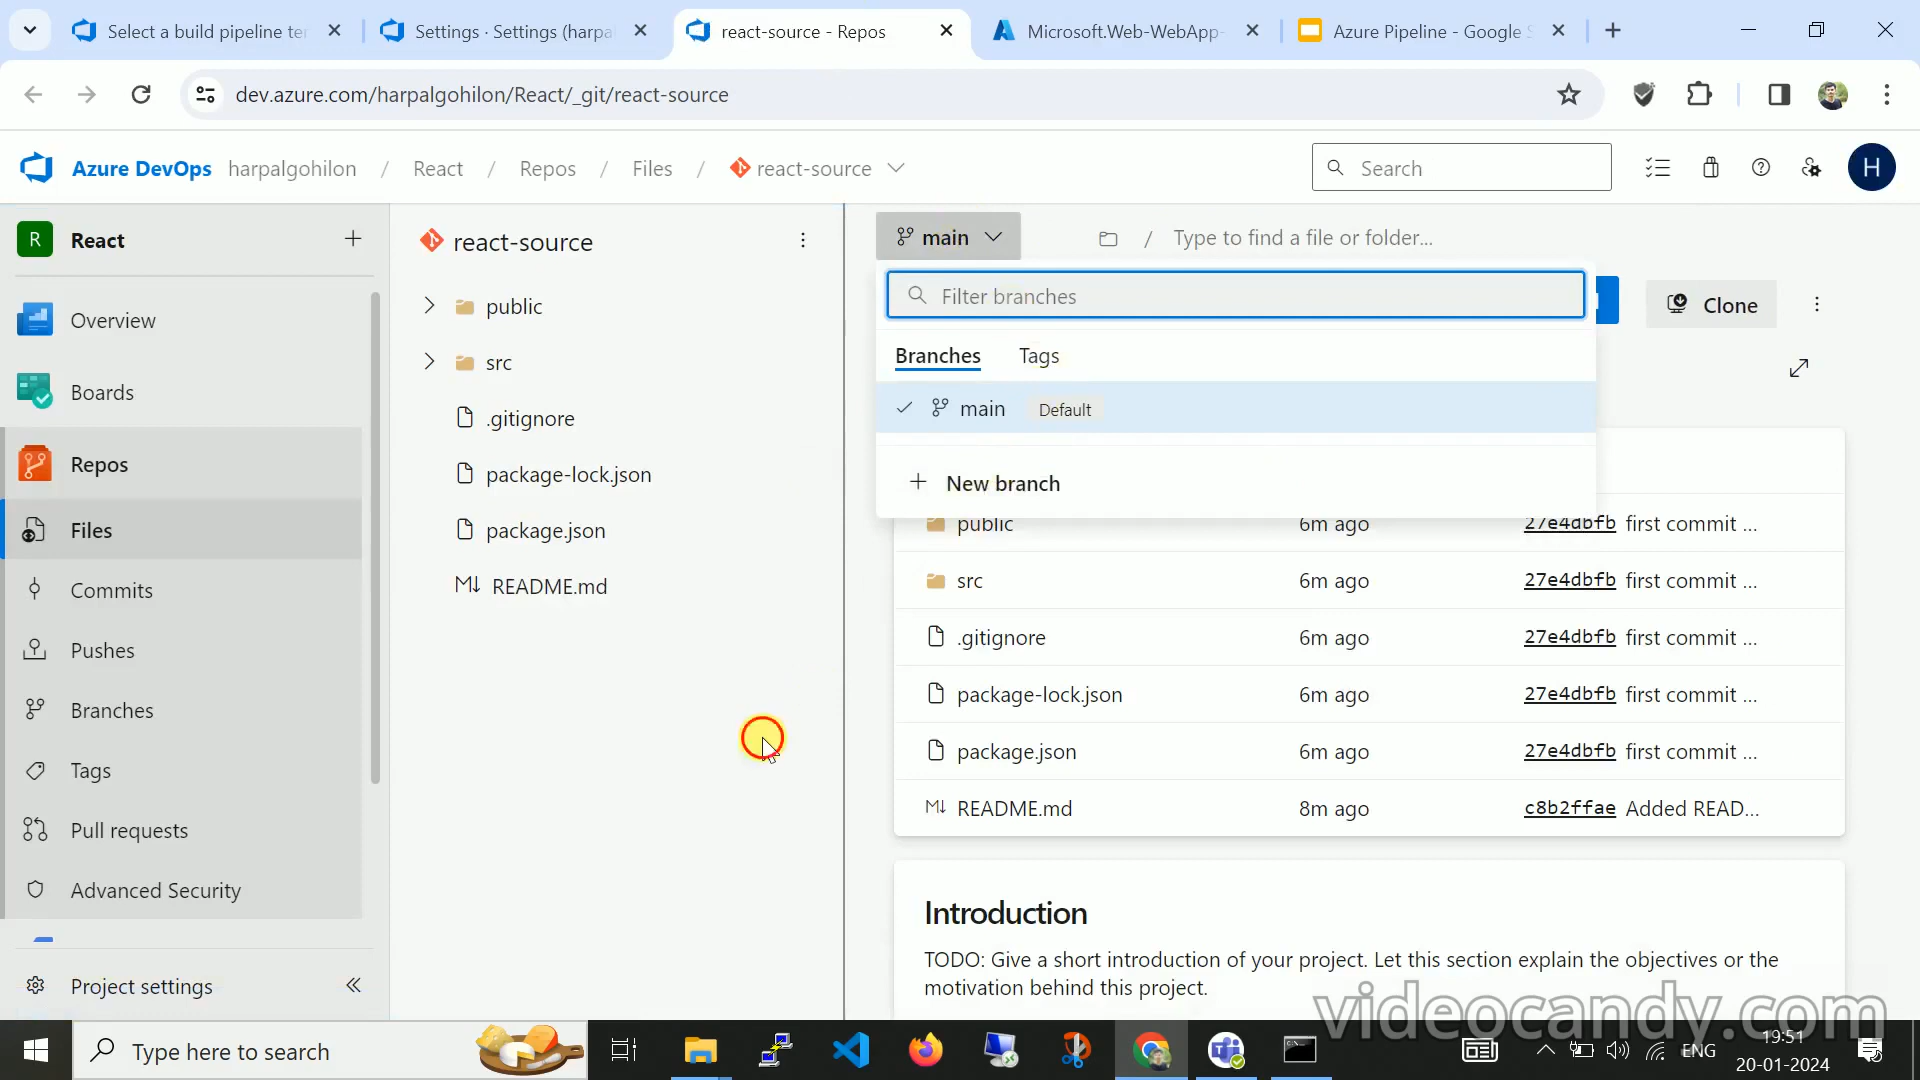 Select a build pipeline te
Settings · Settings (harpa
react-source - Repos
Microsoft.Web-WebApp-
Azure Pipeline - Google S
dev.azure.com/harpalgohilon/React/_git/react-source
Azure DevOps harpalgohilon / React / Repos / Files / react-source
Search
H
R React
Overview
Boards
Repos
Files
Commits
Pushes
Branches
Tags
Pull requests
Advanced Security
Project settings
react-source
public
src
.gitignore
package-lock.json
package.json
M↓ README.md
main
/ Type to find a file or folder...
Filter branches
Clone
Branches Tags
main Default
New branch
public 6m ago 27e4dbfb first commit ...
src 6m ago 27e4dbfb first commit ...
.gitignore 6m ago 27e4dbfb first commit ...
package-lock.json 6m ago 27e4dbfb first commit ...
package.json 6m ago 27e4dbfb first commit ...
M↓ README.md 8m ago c8b2ffae Added READ...
Introduction
TODO: Give a short introduction of your project. Let this section explain the objectives or the
motivation behind this project.
videocandy.com
Type here to search
ENG
19:51
20-01-2024